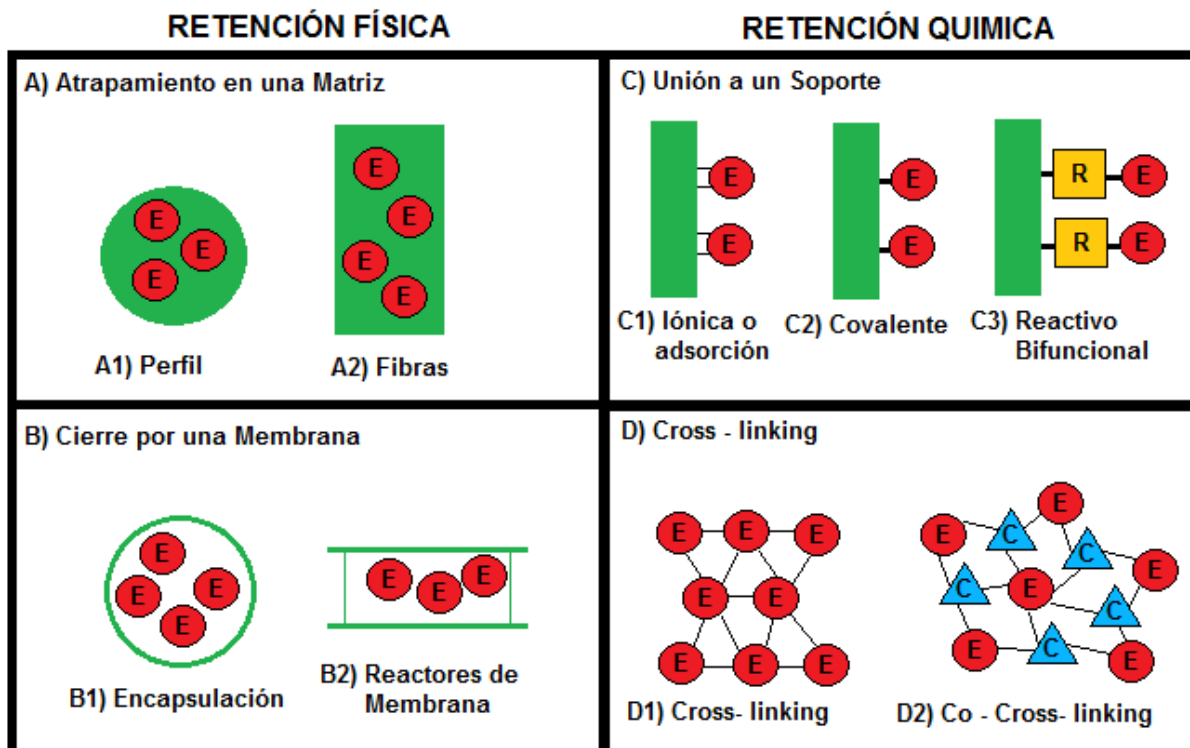 RETENCIÓN FÍSICA
RETENCIÓN QUIMICA
A) Atrapamiento en una Matriz
E
E
E
A1) Perfil
E
E
E
E
A2) Fibras
C) Unión a un Soporte
E
E
C1) Iónica o
adsorción
E
E
C2) Covalente
R E
R E
C3) Reactivo
Bifuncional
B) Cierre por una Membrana
E
E
E
E
B1) Encapsulación
E E E
B2) Reactores de
Membrana
D) Cross - linking
E E E
E E
E E E
D1) Cross- linking
E
E
C
C
E
C
E
C
E
C
E
D2) Co - Cross- linking